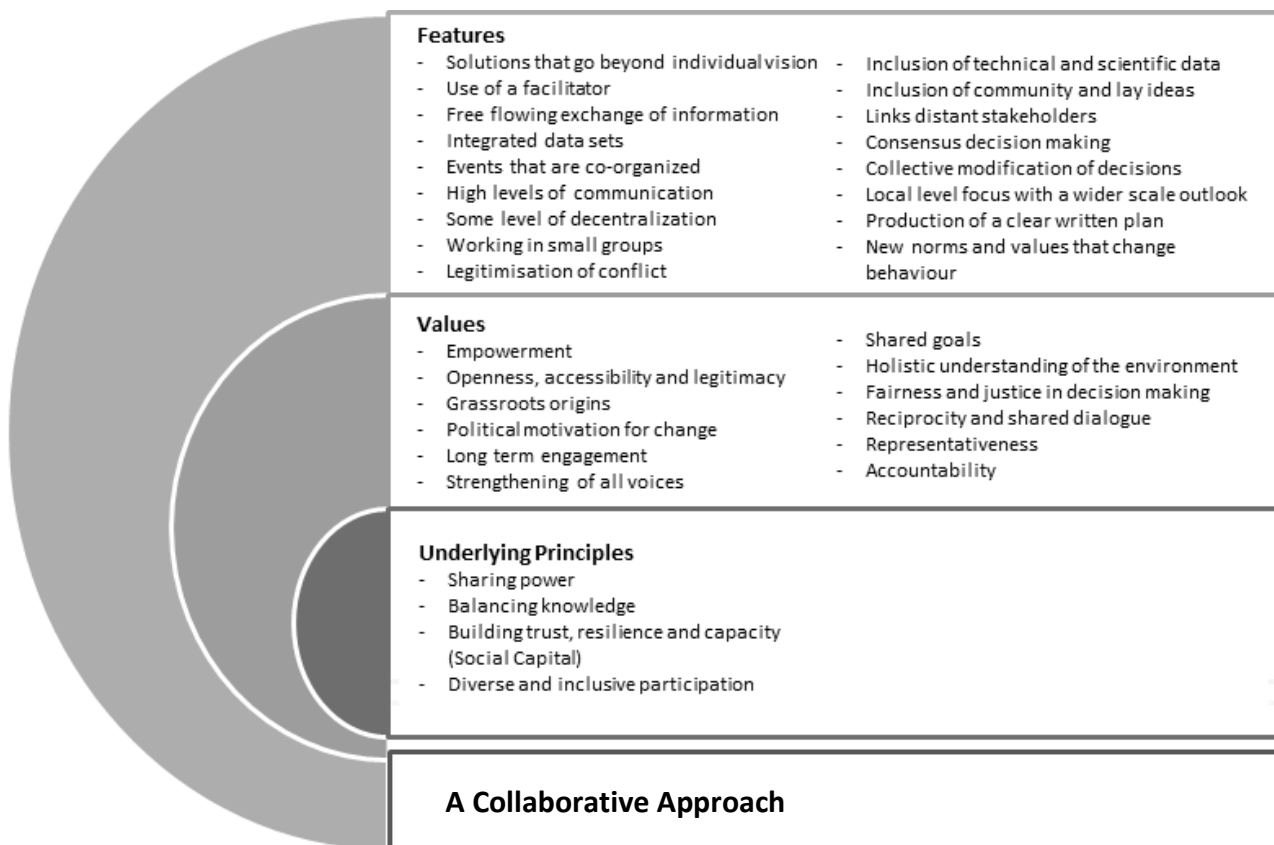 Features
- Solutions that go beyond individual vision
- Use of a facilitator
- Free flowing exchange of information
- Integrated data sets
- Events that are co-organized
- High levels of communication
- Some level of decentralization
- Working in small groups
- Legitimisation of conflict
- Inclusion of technical and scientific data
- Inclusion of community and lay ideas
- Links distant stakeholders
- Consensus decision making
- Collective modification of decisions
- Local level focus with a wider scale outlook
- Production of a clear written plan
- New norms and values that change
behaviour
Values
- Empowerment
- Openness, accessibility and legitimacy
- Grassroots origins
- Political motivation for change
- Long term engagement
- Strengthening of all voices
- Shared goals
- Holistic understanding of the environment
- Fairness and justice in decision making
- Reciprocity and shared dialogue
- Representativeness
- Accountability
Underlying Principles
- Sharing power
- Balancing knowledge
- Building trust, resilience and capacity
(Social Capital)
- Diverse and inclusive participation
A Collaborative Approach